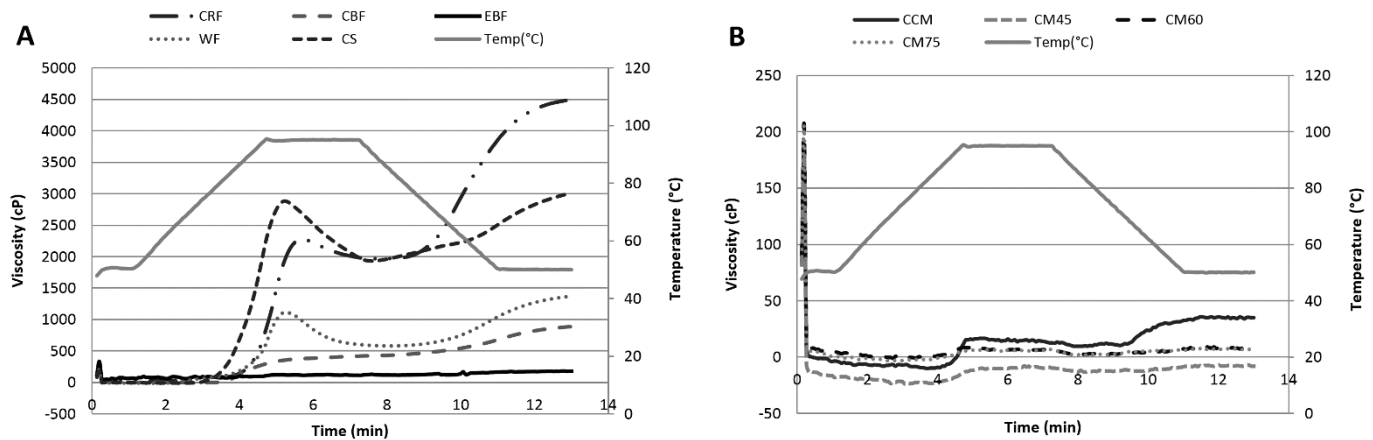 CRF CBF EBF
WF CS Temp(°C)
A
5000
4500
4000
3500
3000
2500
2000
1500
1000
500
0
-500
Viscosity (cP)
120
100
80
60
40
20
0
Temperature (°C)
0 2 4 6 8 10 12 14
Time (min)
CCM CM45 CM60
CM75 Temp(°C)
B
250
200
150
100
50
0
-50
Viscosity (cP)
120
100
80
60
40
20
0
Temperature (°C)
0 2 4 6 8 10 12 14
Time (min)